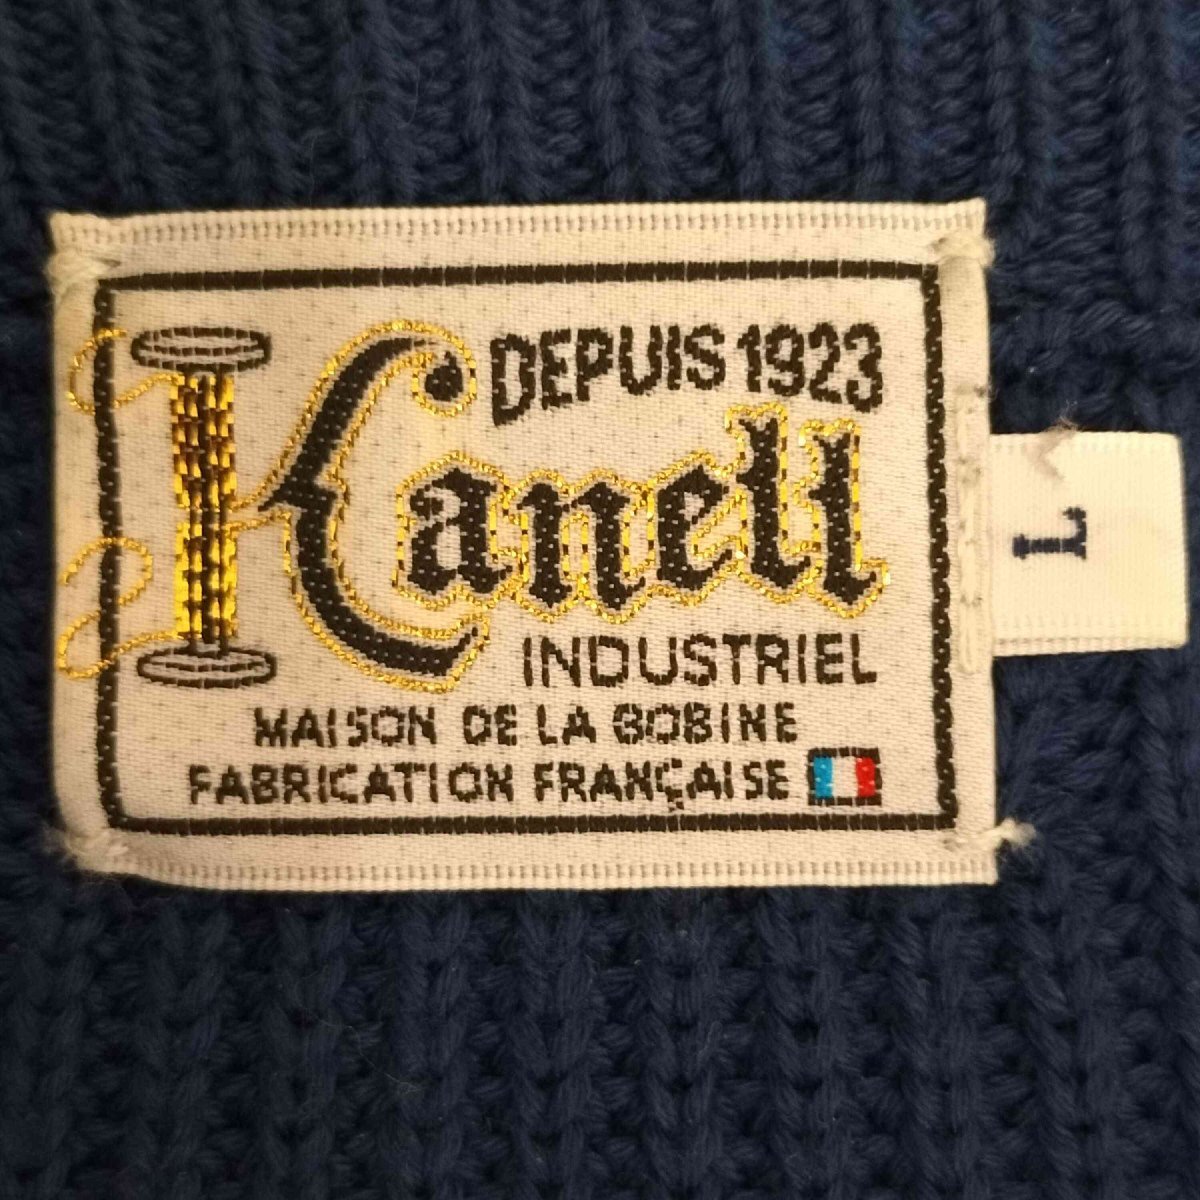 DEPUIS 1923
Kanell
INDUSTRIEL
MAISON DE LA BOBINE
FABRICATION FRANÇAISE
L